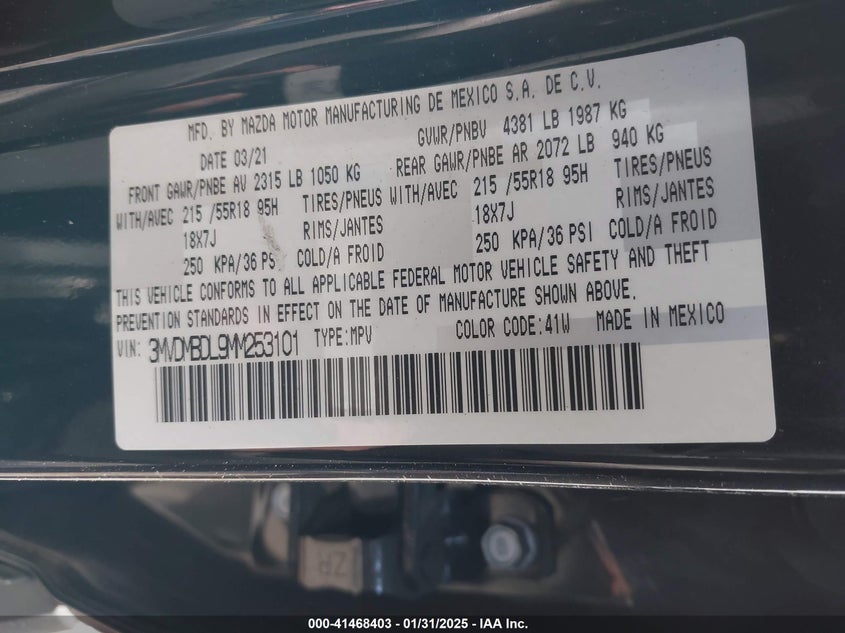 MFD. BY MAZDA MOTOR MANUFACTURING DE MEXICO S.A. DE C.V.
DATE 03/21 GVWR/PNBV 4381 LB 1987 KG
FRONT GAWR/PNBE AV 2315 LB 1050 KG REAR GAWR/PNBE AR 2072 LB 940 KG
WITH/AVEC 215 /55R18 95H TIRES/PNEUS WITH/AVEC 215 /55R18 95H TIRES/PNEUS
18X7J RIMS/JANTES 18X7J RIMS/JANTES
250 KPA/36 PSI COLD/A FROID 250 KPA/36 PSI COLD/A FROID
THIS VEHICLE CONFORMS TO ALL APPLICABLE FEDERAL MOTOR VEHICLE SAFETY AND THEFT
PREVENTION STANDARDS IN EFFECT ON THE DATE OF MANUFACTURE SHOWN ABOVE.
VIN: 3MVDMBDL9MM253101 TYPE:MPV COLOR CODE:41W MADE IN MEXICO
ZR
000-41468403 - 01/31/2025 - IAA Inc.